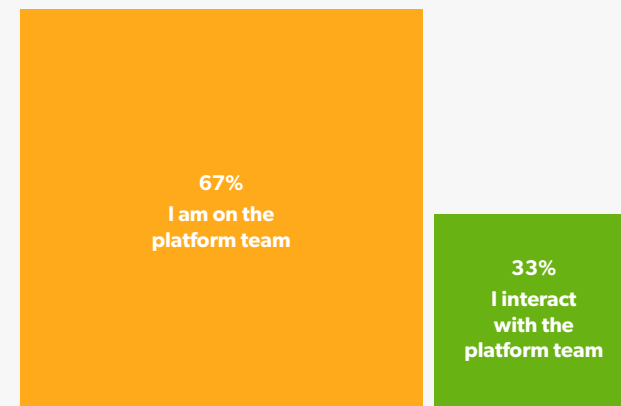 67%
I am on the
platform team
33%
I interact
with the
platform team